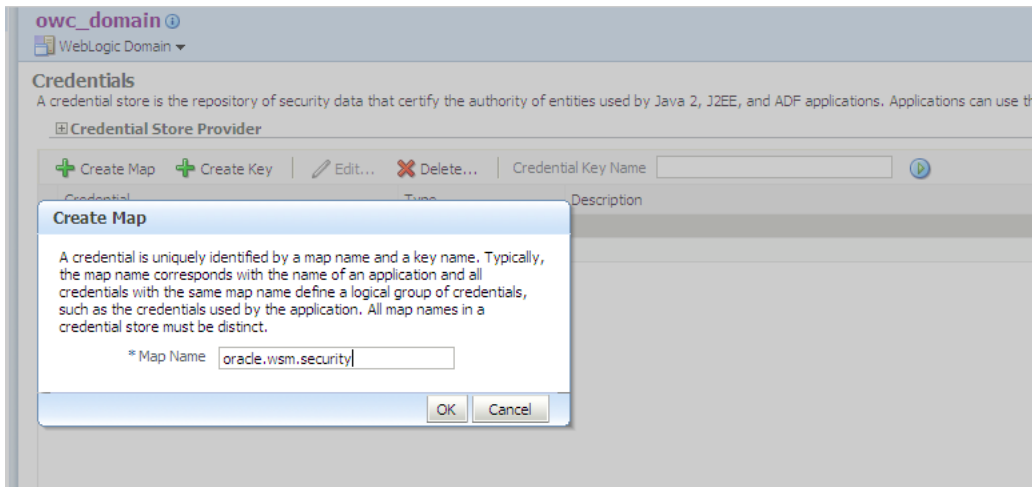 owc_domain
WebLogic Domain
Credentials
A credential store is the repository of security data that certify the authority of entities used by Java 2, J2EE, and ADF applications. Applications can use th
Credential Store Provider
Create Map Create Key Edit... Delete... Credential Key Name
Credential Type Description
Create Map
A credential is uniquely identified by a map name and a key name. Typically,
the map name corresponds with the name of an application and all
credentials with the same map name define a logical group of credentials,
such as the credentials used by the application. All map names in a
credential store must be distinct.
* Map Name oracle.wsm.security
OK Cancel